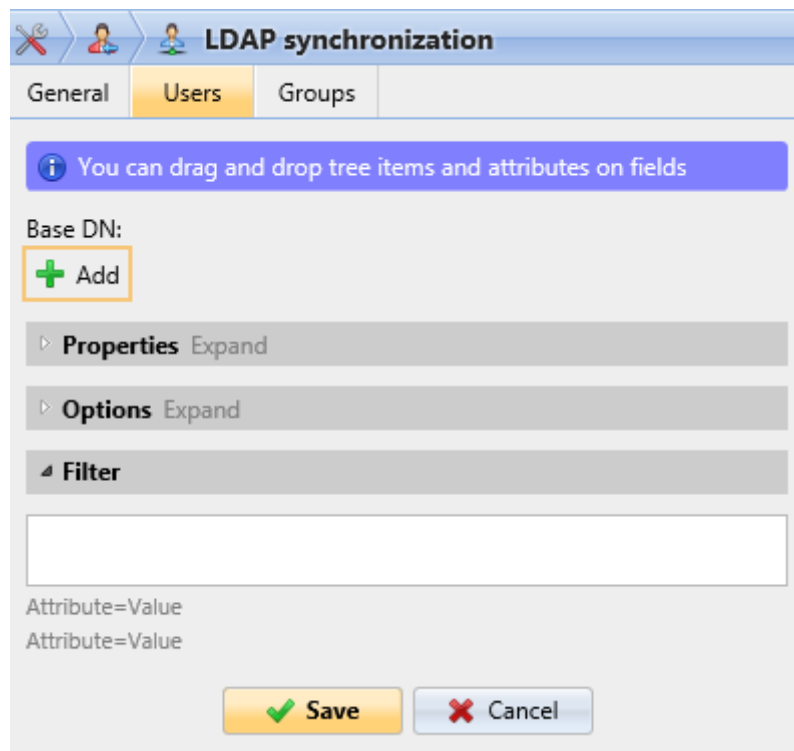 LDAP synchronization
General Users Groups
You can drag and drop tree items and attributes on fields
Base DN:
Add
Properties Expand
Options Expand
Filter
Attribute=Value
Attribute=Value
Save Cancel